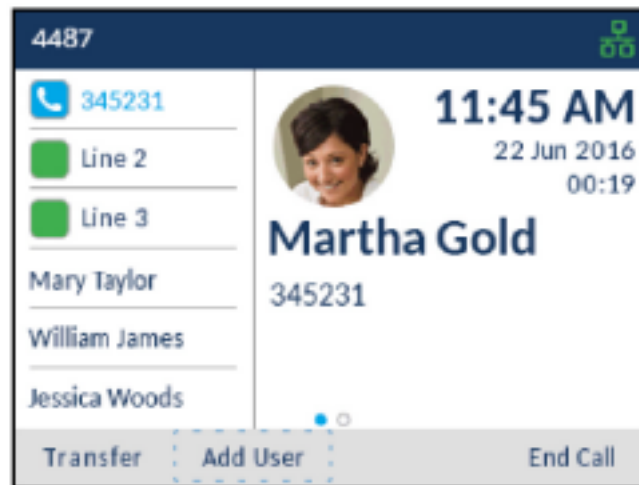 4487
345231
Line 2
Line 3
Mary Taylor
William James
Jessica Woods
11:45 AM
22 Jun 2016
00:19
Martha Gold
345231
Transfer
Add User
End Call